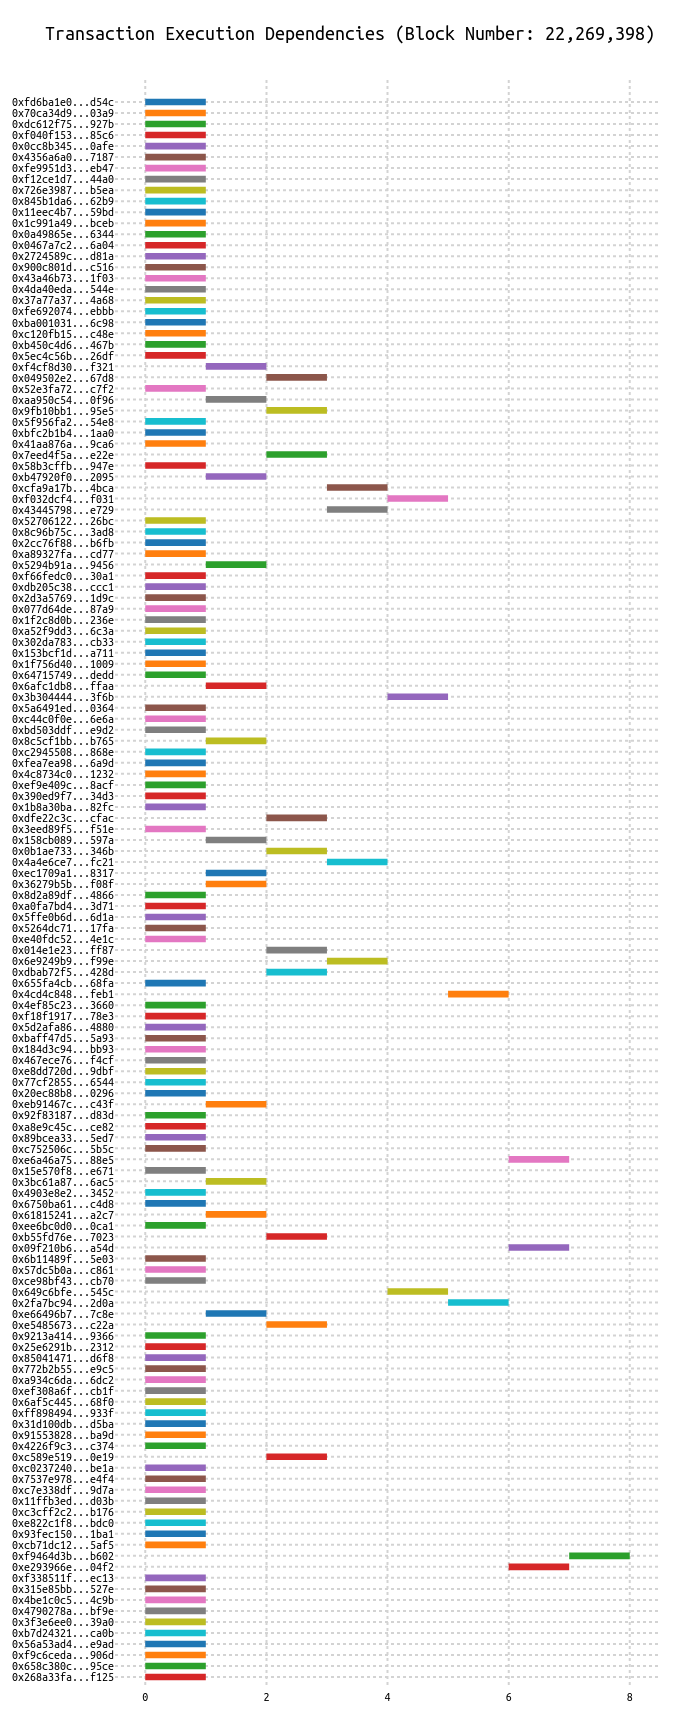 Transaction Execution Dependencies (Block Number: 22,269,398)
0xfd6ba1e0...d54c
0x70ca34d9...03a9
0xdc612f75...927b
0xf040f153...85c6
0x0cc8b345...0afe
0x4356a6a0...7187
0xfe9951d3...eb47
0xf12ce1d7...44a0
0x726e3987...b5ea
0x845b1da6...62b9
0x11eec4b7...59bd
0x1c991a49...bceb
0x0a49865e...6344
0x0467a7c2...6a04
0x2724589c...d81a
0x900c801d...c516
0x43a46b73...1f03
0x4da40eda...544e
0x37a77a37...4a68
0xfe692074...ebbb
0xba001031...6c98
0xc120fb15...c48e
0xb450c4d6...467b
0x5ec4c56b...26df
0xf4cf8d30...f321
0x049502e2...67d8
0x52e3fa72...c7f2
0xaa950c54...0f96
0x9fb10bb1...95e5
0x5f956fa2...54e8
0xbfc2b1b4...1aa0
0x41aa876a...9ca6
0x7eed4f5a...e22e
0x58b3cffb...947e
0xb47920f0...2095
0xcfa9a17b...4bca
0xf032dcf4...f031
0x43445798...e729
0x52706122...26bc
0x8c96b75c...3ad8
0x2cc76f88...b6fb
0xa89327fa...cd77
0x5294b91a...9456
0xf66fedc0...30a1
0xdb205c38...ccc1
0x2d3a5769...1d9c
0x077d64de...87a9
0x1f2c8d0b...236e
0xa52f9dd3...6c3a
0x302da783...cb33
0x153bcf1d...a711
0x1f756d40...1009
0x64715749...dedd
0x6afc1db8...ffaa
0x3b304444...3f6b
0x5a6491ed...0364
0xc44c0f0e...6e6a
0xbd503ddf...e9d2
0x8c5cf1bb...b765
0xc2945508...868e
0xfea7ea98...6a9d
0x4c8734c0...1232
0xef9e409c...8acf
0x390ed9f7...34d3
0x1b8a30ba...82fc
0xdfe22c3c...cfac
0x3eed89f5...f51e
0x158cb089...597a
0x0b1ae733...346b
0x4a4e6ce7...fc21
0xec1709a1...8317
0x36279b5b...f08f
0x8d2a89df...4866
0xa0fa7bd4...3d71
0x5ffe0b6d...6d1a
0x5264dc71...17fa
0xe40fdc52...4e1c
0x014e1e23...ff87
0x6e9249b9...f99e
0xdbab72f5...428d
0x655fa4cb...68fa
0x4cd4c848...feb1
0x4ef85c23...3660
0xf18f1917...78e3
0x5d2afa86...4880
0xbaff47d5...5a93
0x184d3c94...bb93
0x467ece76...f4cf
0xe8dd720d...9dbf
0x77cf2855...6544
0x20ec88b8...0296
0xeb91467c...c43f
0x92f83187...d83d
0xa8e9c45c...ce82
0x89bcea33...5ed7
0xc752506c...5b5c
0xe6a46a75...88e5
0x15e570f8...e671
0x3bc61a87...6ac5
0x4903e8e2...3452
0x6750ba61...c4d8
0x61815241...a2c7
0xee6bc0d0...0ca1
0xb55fd76e...7023
0x09f210b6...a54d
0x6b11489f...5e03
0x57dc5b0a...c861
0xce98bf43...cb70
0x649c6bfe...545c
0x2fa7bc94...2d0a
0xe66496b7...7c8e
0xe5485673...c22a
0x9213a414...9366
0x25e6291b...2312
0x85041471...d6f8
0x772b2b55...e9c5
0xa934c6da...6dc2
0xef308a6f...cb1f
0x6af5c445...68f0
0xff898494...933f
0x31d100db...d5ba
0x91553828...ba9d
0x4226f9c3...c374
0xc589e519...0e19
0xc0237240...be1a
0x7537e978...e4f4
0xc7e338df...9d7a
0x11ffb3ed...d03b
0xc3cff2c2...b176
0xe822c1f8...bdc0
0x93fec150...1ba1
0xcb71dc12...5af5
0xf9464d3b...b602
0xe293966e...04f2
0xf338511f...ec13
0x315e85bb...527e
0x4be1c0c5...4c9b
0x4790278a...bf9e
0x3f3e6ee0...39a0
0xb7d24321...ca0b
0x56a53ad4...e9ad
0xf9c6ceda...906d
0x658c380c...95ce
0x268a33fa...f125
0 2 4 6 8